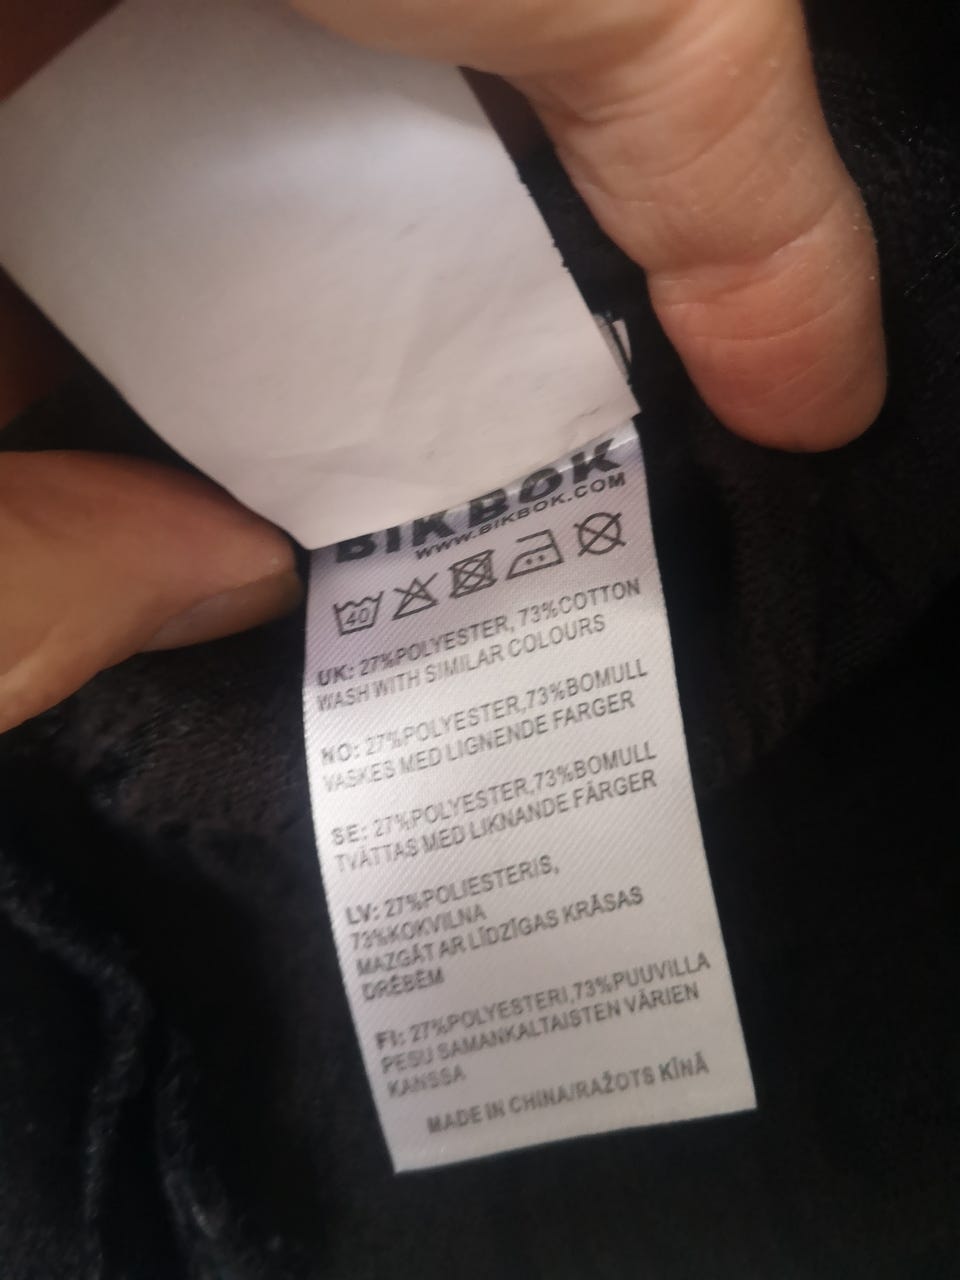 BIKBOK
WWW.BIKBOK.COM
40
UK: 27%POLYESTER, 73%COTTON
WASH WITH SIMILAR COLOURS
NO: 27%POLYESTER,73%BOMULL
VASKES MED LIGNENDE FARGER
SE: 27%POLYESTER,73%BOMULL
TVÄTTAS MED LIKNANDE FÄRGER
LV: 27%POLIESTERIS,
73%KOKVILNA
MAZGĀT AR LĪDZĪGAS KRĀSAS
DRĒBĒM
FI: 27%POLYESTERI,73%PUUVILLA
PESU SAMANKALTAISTEN VÄRIEN
KANSSA
MADE IN CHINA/RAŽOTS ĶĪNĀ